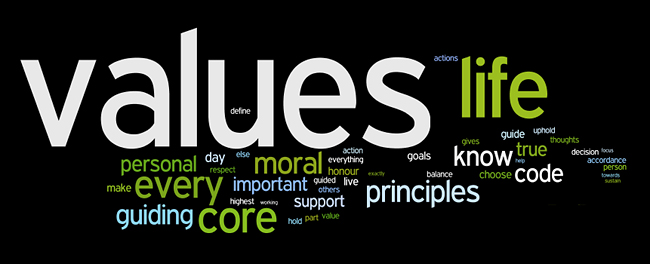 values
life
actions
define
gives
guide
uphold
thoughts
personal
day
else
action
moral
everything
goals
know
true
decision
focus
respect
honour
exactly
balance
help
accordance
person
make
every
important
guided
live
others
principles
choose
code
towards
sustain
guiding
core
highest
working
support
hold
part
value